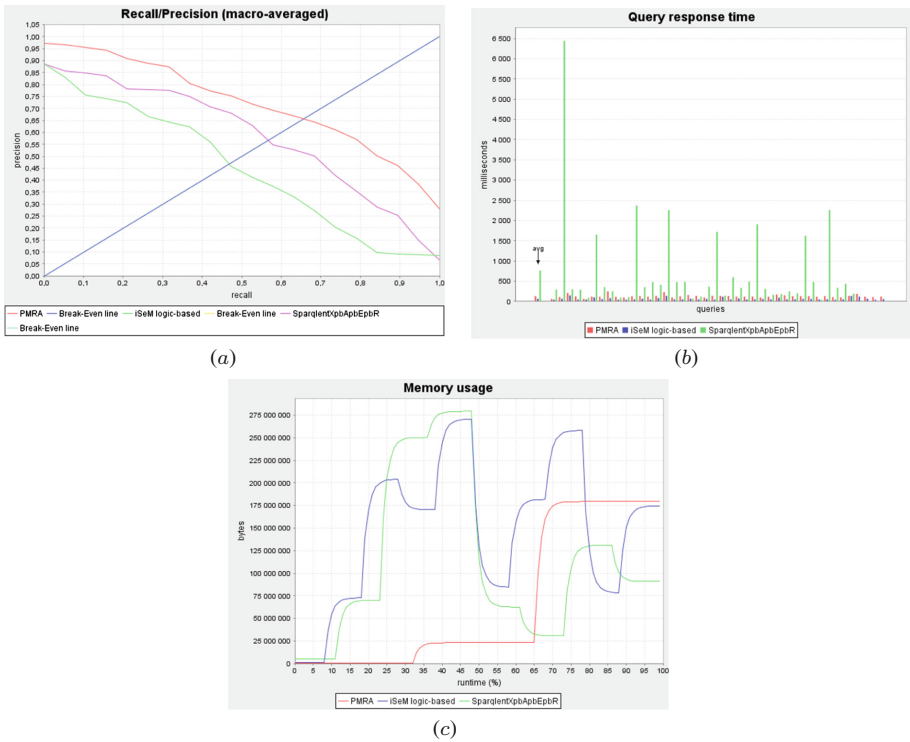 Recall/Precision (macro-averaged)
1,05
1,00
0,95
0,90
0,85
0,80
0,75
0,70
0,65
0,60
0,55
0,50
0,45
0,40
0,35
0,30
0,25
0,20
0,15
0,10
0,05
0,00
precision
0,0 0,1 0,2 0,3 0,4 0,5 0,6 0,7 0,8 0,9 1,0
recall
PMRA Break-Even line iSeM logic-based Break-Even line SparqlentXpbApbEpbR
Break-Even line
(a)
Query response time
6 500
6 000
5 500
5 000
4 500
4 000
3 500
3 000
2 500
2 000
1 500
1 000
500
0
milliseconds
avg
queries
PMRA iSeM logic-based SparqlentXpbApbEpbR
(b)
Memory usage
275 000 000
250 000 000
225 000 000
200 000 000
175 000 000
150 000 000
125 000 000
100 000 000
75 000 000
50 000 000
25 000 000
0
bytes
0 5 10 15 20 25 30 35 40 45 50 55 60 65 70 75 80 85 90 95 100
runtime (%)
PMRA iSeM logic-based SparqlentXpbApbEpbR
(c)